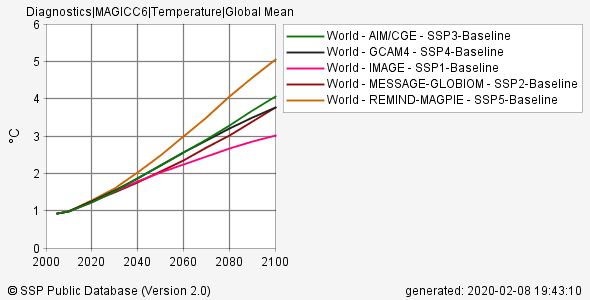 Diagnostics|MAGICC6|Temperature|Global Mean
World - AIM/CGE - SSP3-Baseline
World - GCAM4 - SSP4-Baseline
World - IMAGE - SSP1-Baseline
World - MESSAGE-GLOBIOM - SSP2-Baseline
World - REMIND-MAGPIE - SSP5-Baseline
6
5
4
3
2
1
0
°C
2000 2020 2040 2060 2080 2100
© SSP Public Database (Version 2.0) generated: 2020-02-08 19:43:10